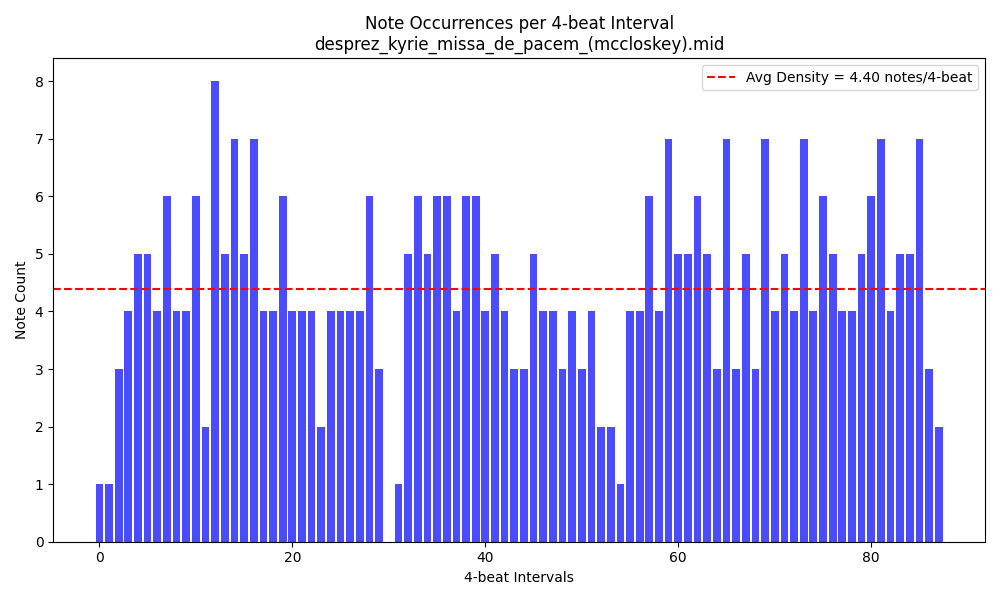 Note Occurrences per 4-beat Interval
desprez_kyrie_missa_de_pacem_(mccloskey).mid
Avg Density = 4.40 notes/4-beat
Note Count
8
7
6
5
4
3
2
1
0
0 20 40 60 80
4-beat Intervals